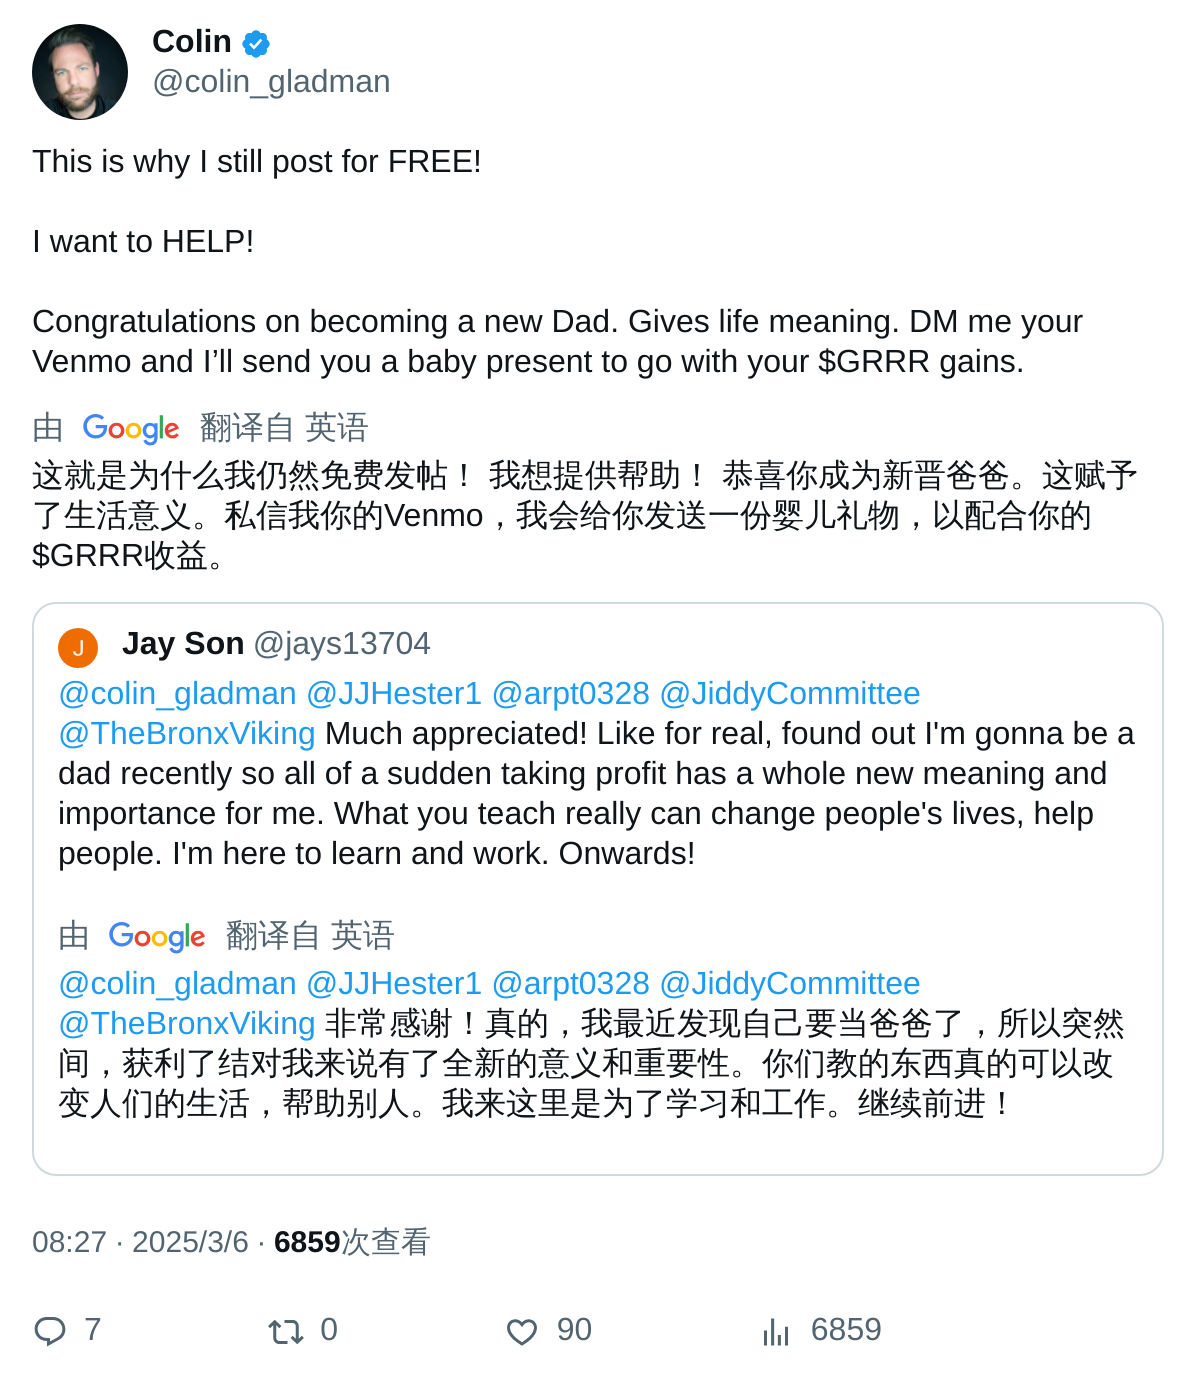 Colin
@colin_gladman
This is why I still post for FREE!
I want to HELP!
Congratulations on becoming a new Dad. Gives life meaning. DM me your
Venmo and I’ll send you a baby present to go with your $GRRR gains.
由 Google 翻译自 英语
这就是为什么我仍然免费发帖！ 我想提供帮助！ 恭喜你成为新晋爸爸。这赋予
了生活意义。私信我你的Venmo，我会给你发送一份婴儿礼物，以配合你的
$GRRR收益。
J Jay Son @jays13704
@colin_gladman @JJHester1 @arpt0328 @JiddyCommittee
@TheBronxViking Much appreciated! Like for real, found out I'm gonna be a
dad recently so all of a sudden taking profit has a whole new meaning and
importance for me. What you teach really can change people's lives, help
people. I'm here to learn and work. Onwards!
由 Google 翻译自 英语
@colin_gladman @JJHester1 @arpt0328 @JiddyCommittee
@TheBronxViking 非常感谢！真的，我最近发现自己要当爸爸了，所以突然
间，获利了结对我来说有了全新的意义和重要性。你们教的东西真的可以改
变人们的生活，帮助别人。我来这里是为了学习和工作。继续前进！
08:27 · 2025/3/6 · 6859次查看
7 0 90 6859